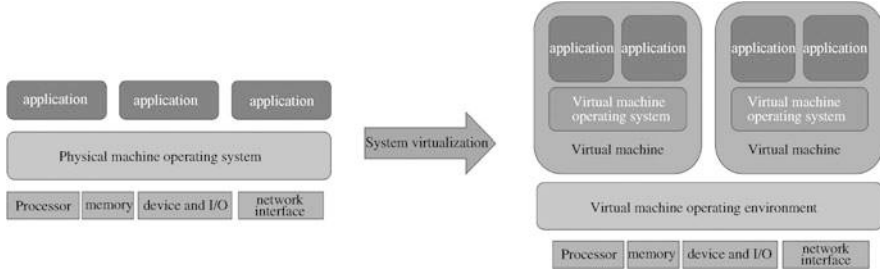 application
application
application
Physical machine operating system
Processor
memory
device and I/O
network
interface
System virtualization
application
application
Virtual machine
operating system
Virtual machine
application
application
Virtual machine
operating system
Virtual machine
Virtual machine operating environment
Processor
memory
device and I/O
network
interface